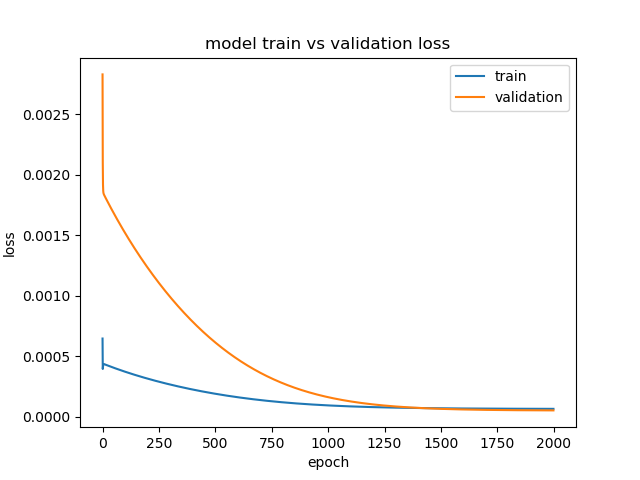 model train vs validation loss
train
validation
loss
0.0025
0.0020
0.0015
0.0010
0.0005
0.0000
0 250 500 750 1000 1250 1500 1750 2000
epoch